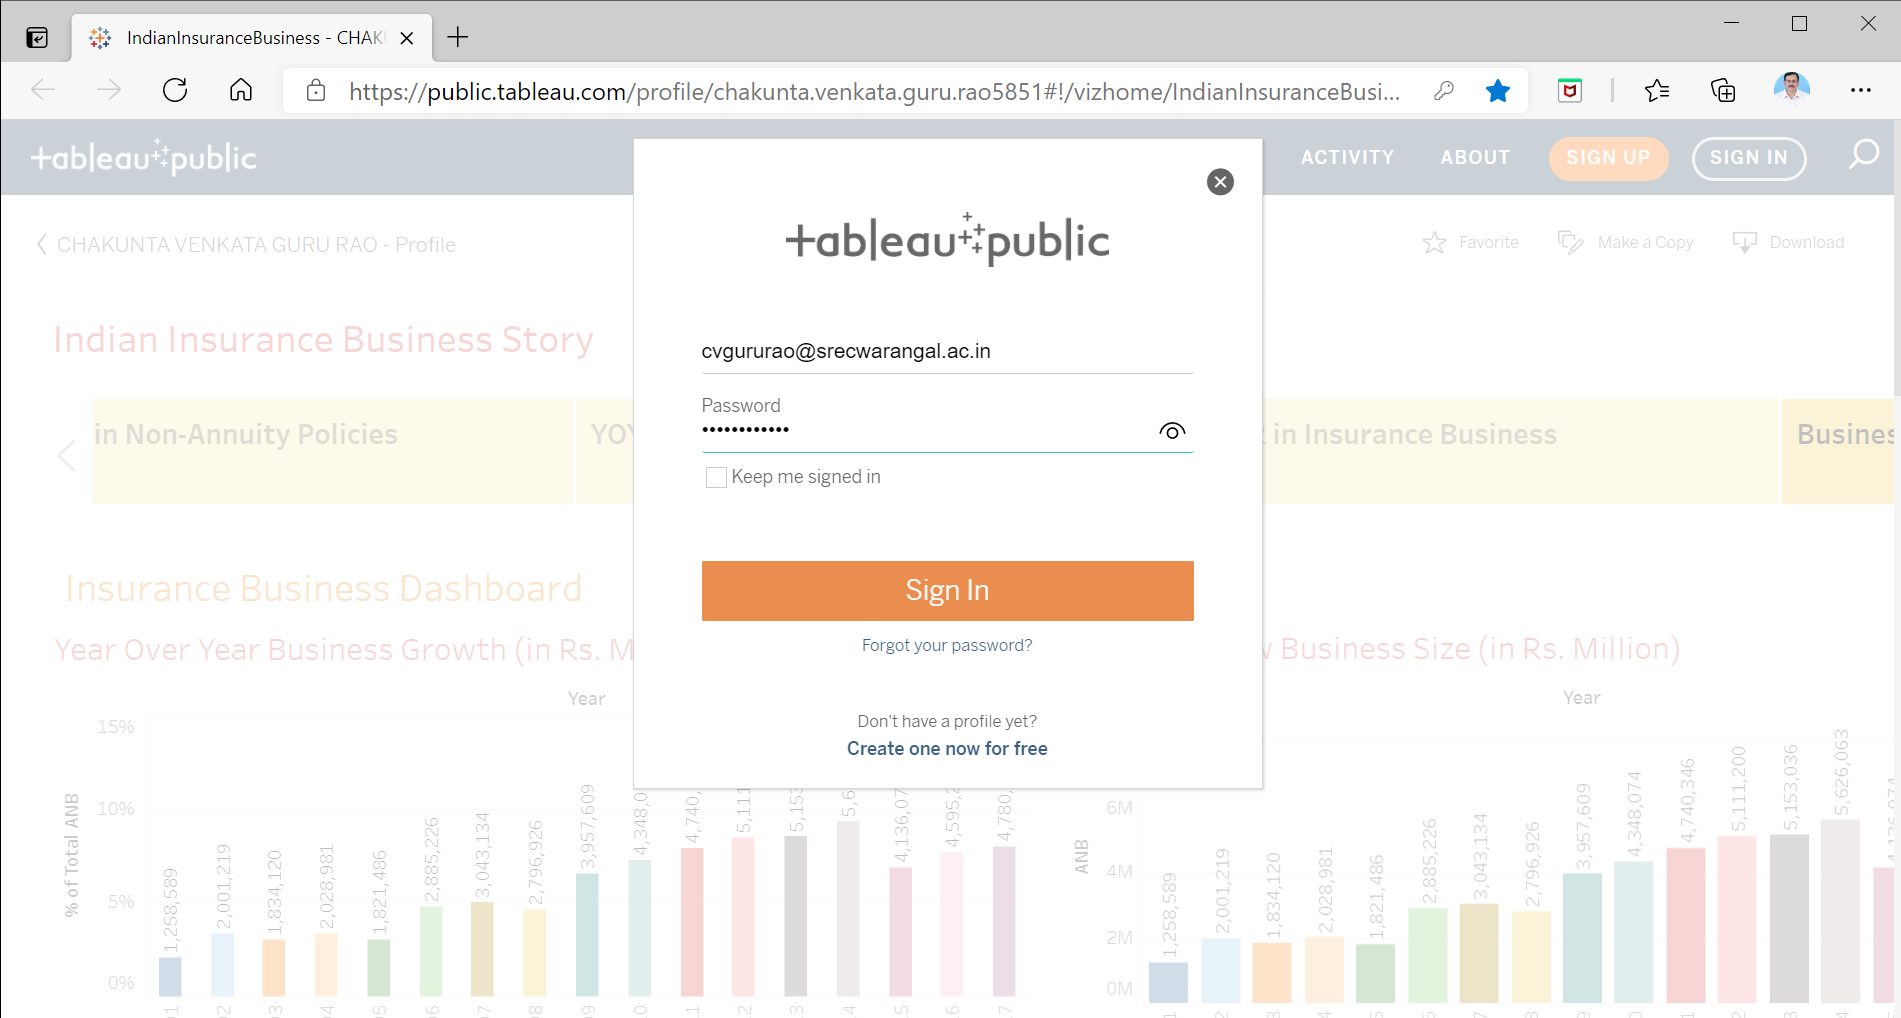 IndianInsuranceBusiness - CHAK
https://public.tableau.com/profile/chakunta.venkata.guru.rao5851#!/vizhome/IndianInsuranceBusi...
+ableau public
ACTIVITY
ABOUT
SIGN UP
SIGN IN
CHAKUNTA VENKATA GURU RAO - Profile
Favorite
Make a Copy
Download
+ableau public
cvgururao@srecwarangal.ac.in
Password
••••••••••••
Keep me signed in
Sign In
Forgot your password?
Don't have a profile yet?
Create one now for free
Indian Insurance Business Story
in Non-Annuity Policies
YOY
in Insurance Business
Busines
Insurance Business Dashboard
Year Over Year Business Growth (in Rs. M
Business Size (in Rs. Million)
Year
15%
10%
5%
0%
% of Total ANB
1,258,589
2,001,219
1,834,120
2,028,981
1,821,486
2,885,226
3,043,134
2,796,926
3,957,609
4,348,0
4,740,
5,111
5,153
5,6
4,136,07
4,595,2
4,780,
Year
6M
4M
2M
0M
ANB
1,258,589
2,001,219
1,834,120
2,028,981
1,821,486
2,885,226
3,043,134
2,796,926
3,957,609
4,348,074
4,740,346
5,111,200
5,153,036
5,626,063